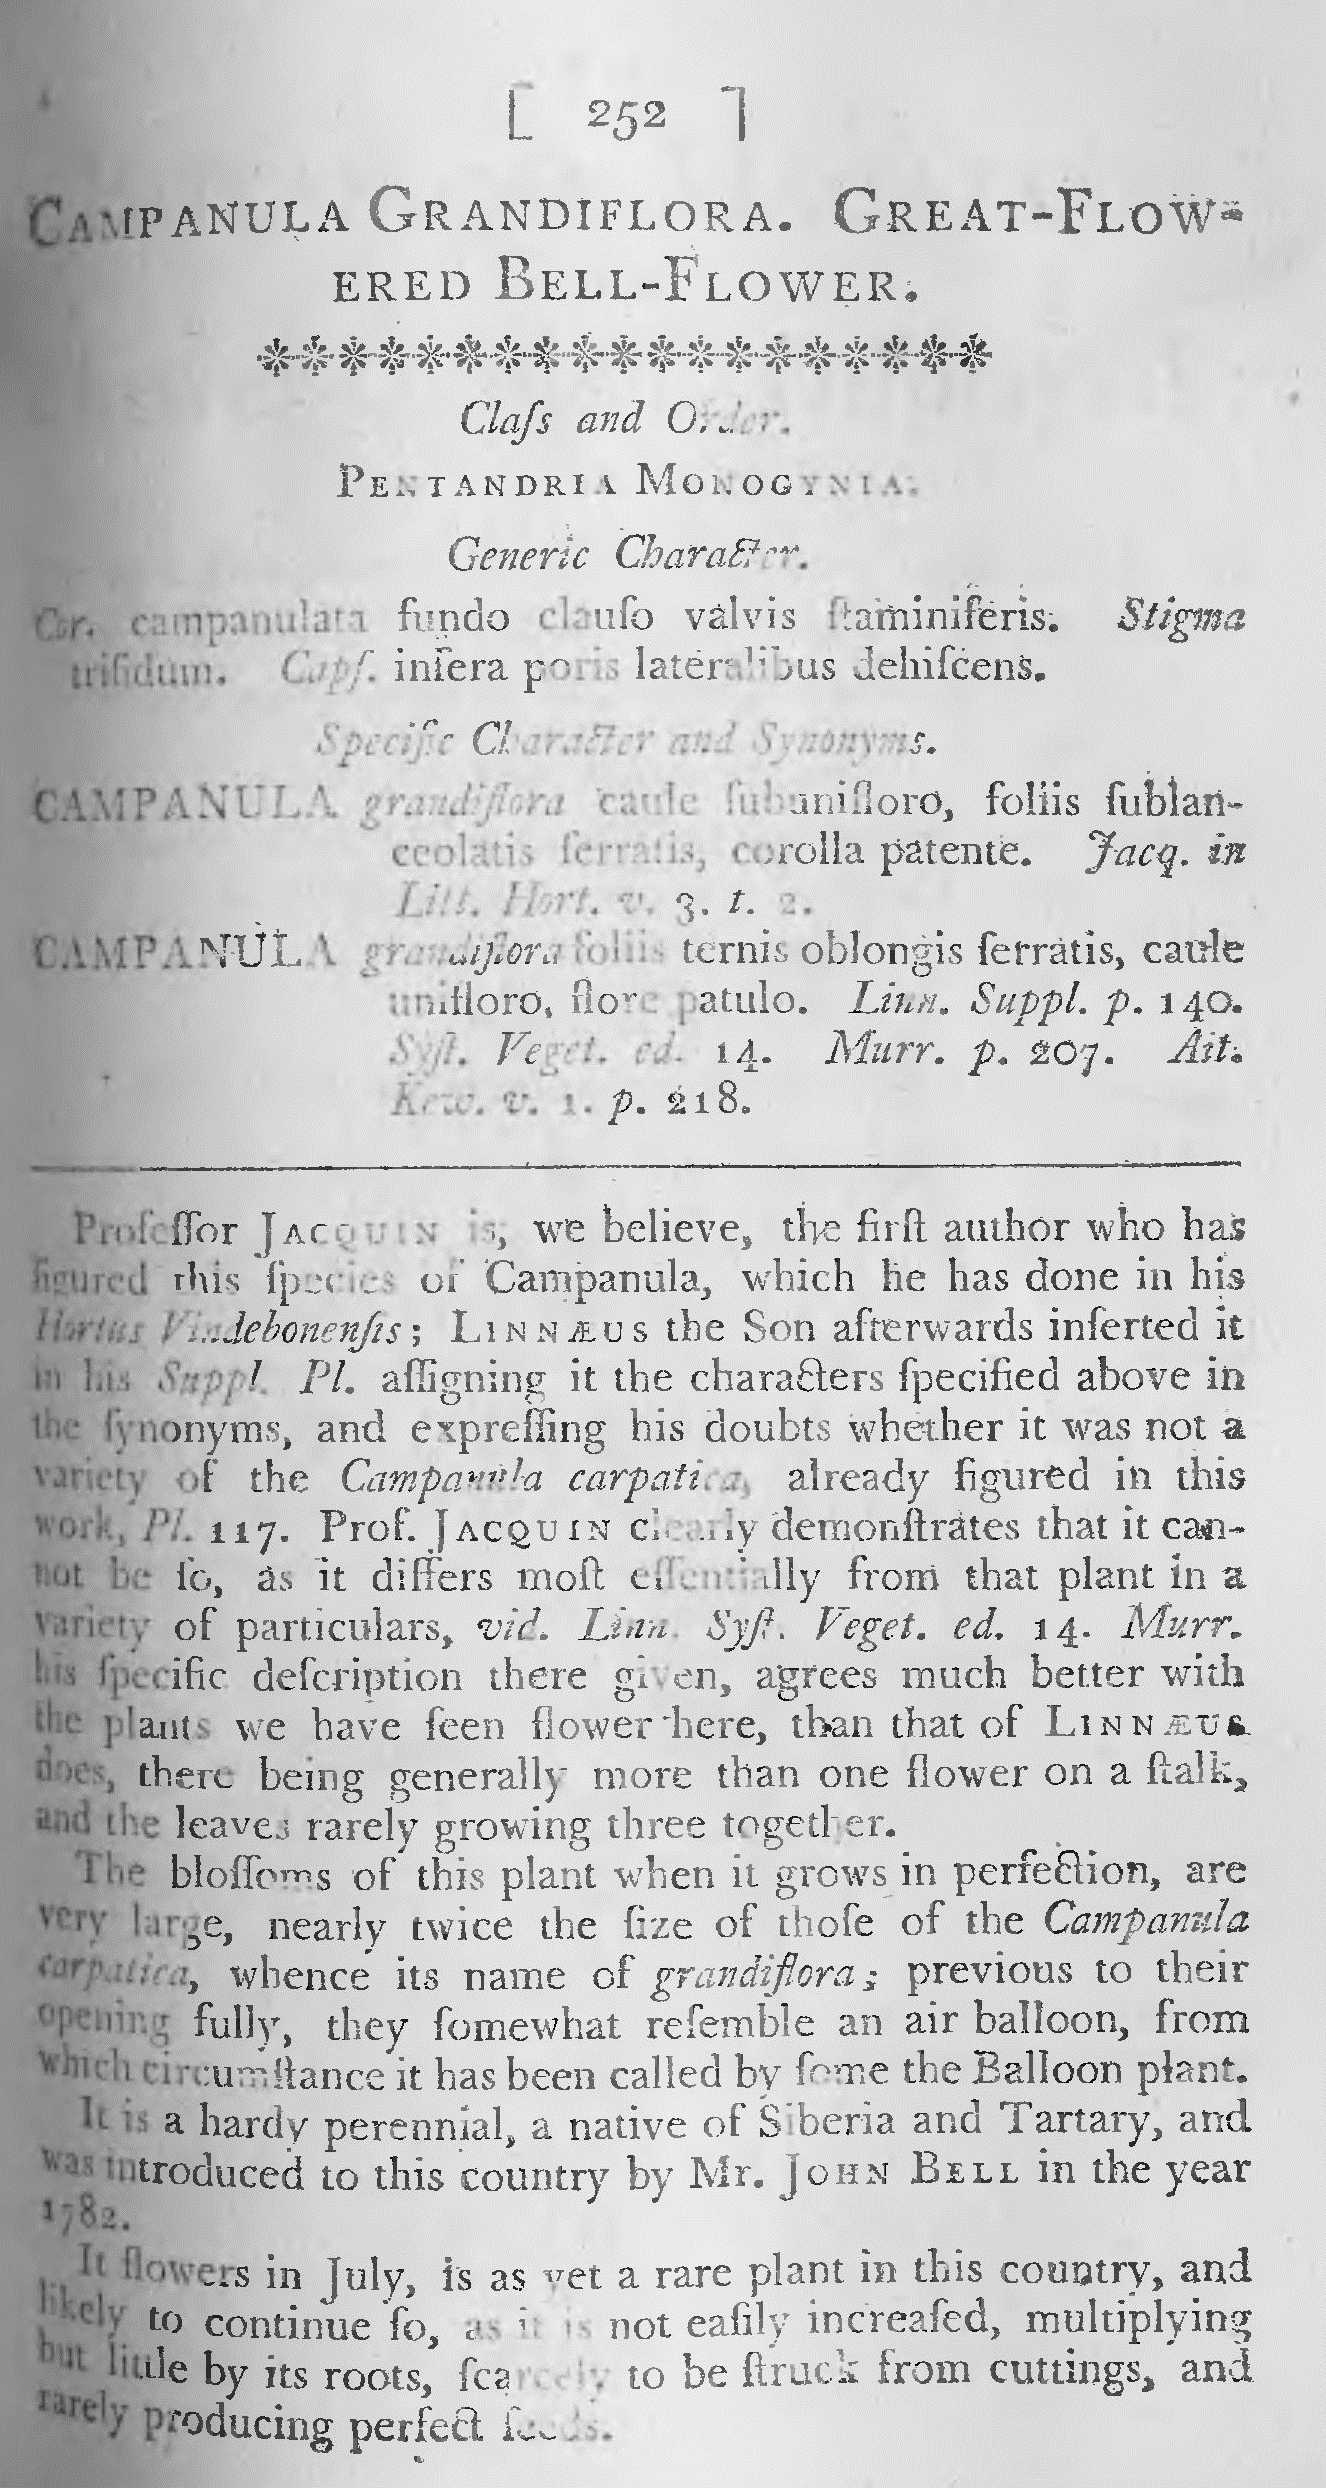 [ 252 ]
CAMPANULA GRANDIFLORA. GREAT-FLOW-
ERED BELL-FLOWER.
Claſs and Order.
PENTANDRIA MONOGYNIA.
Generic Character.
Cor. campanulata fundo clauſo valvis ſtaminiferis. Stigma
trifidum. Capſ. infera poris lateralibus dehiſcens.
Specific Character and Synonyms.
CAMPANULA grandiflora caule ſubunifloro, foliis ſublan-
ceolatis ſerratis, corolla patente. Jacq. in
Litt. Hort. v. 3. t. 2.
CAMPANULA grandiflora foliis ternis oblongis ſerratis, caule
unifloro, flore patulo. Linn. Suppl. p. 140.
Syſt. Veget. ed. 14. Murr. p. 207. Ait.
Kew. v. 1. p. 218.
Profeſſor JACQUIN is, we believe, the firſt author who has
figured this ſpecies of Campanula, which he has done in his
Hortus Vindebonenſis; LINNÆUS the Son afterwards inſerted it
in his Suppl. Pl. aſſigning it the characters ſpecified above in
the ſynonyms, and expreſſing his doubts whether it was not a
variety of the Campanula carpatica, already figured in this
work, Pl. 117. Prof. JACQUIN clearly demonſtrates that it can-
not be ſo, as it differs moſt eſſentially from that plant in a
variety of particulars, vid. Linn. Syſt. Veget. ed. 14. Murr.
his ſpecific deſcription there given, agrees much better with
the plants we have ſeen flower here, than that of LINNÆUS
does, there being generally more than one flower on a ſtalk,
and the leaves rarely growing three together.
The bloſſoms of this plant when it grows in perfection, are
very large, nearly twice the ſize of thoſe of the Campanula
carpatica, whence its name of grandiflora; previous to their
opening fully, they ſomewhat reſemble an air balloon, from
which circumſtance it has been called by ſome the Balloon plant.
It is a hardy perennial, a native of Siberia and Tartary, and
was introduced to this country by Mr. JOHN BELL in the year
1782.
It flowers in July, is as yet a rare plant in this country, and
likely to continue ſo, as it is not eaſily increaſed, multiplying
but little by its roots, ſcarcely to be ſtruck from cuttings, and
rarely producing perfect ſeeds.